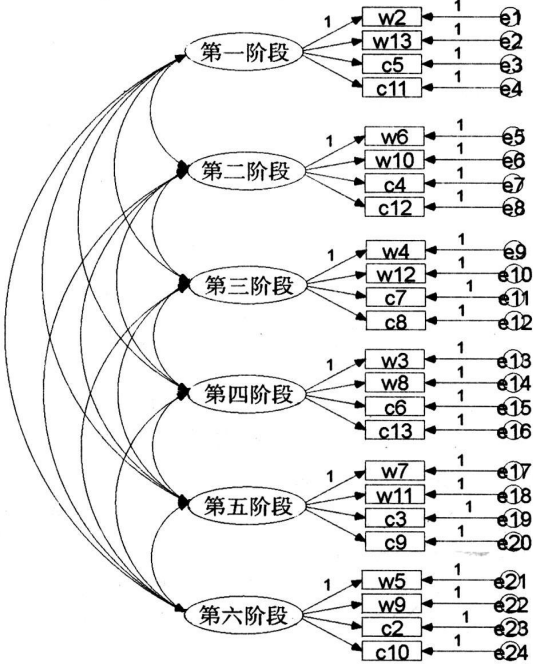 1 w2 1 e1
第一阶段 w13 1 e2
c5 1 e3
c11 1 e4
1 w6 1 e5
第二阶段 w10 1 e6
c4 1 e7
c12 1 e8
1 w4 1 e9
第三阶段 w12 1 e10
c7 1 e11
c8 1 e12
1 w3 1 e13
第四阶段 w8 1 e14
c6 1 e15
c13 1 e16
1 w7 1 e17
第五阶段 w11 1 e18
c3 1 e19
c9 1 e20
1 w5 1 e21
第六阶段 w9 1 e22
c2 1 e23
c10 1 e24